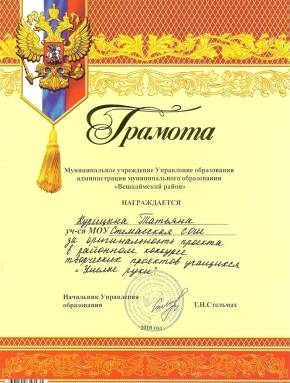 Грамота
Муниципальное учреждение Управление образования
администрации муниципального образования
«Вешкаймский район»
НАГРАЖДАЕТСЯ
Курицына Татьяна
уч-ся МОУ Стемасская СОШ
за оригинальность проекта
в районном конкурсе
творческих проектов учащихся
«Умелые руки»
Начальник Управления
образования Т.Н.Стельмах
2010 год